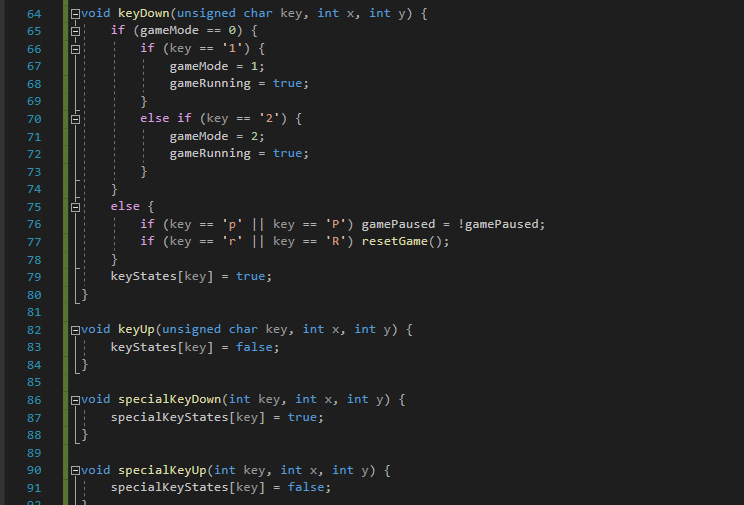 64 void keyDown(unsigned char key, int x, int y) {
65     if (gameMode == 0) {
66         if (key == '1') {
67             gameMode = 1;
68             gameRunning = true;
69         }
70         else if (key == '2') {
71             gameMode = 2;
72             gameRunning = true;
73         }
74     }
75     else {
76         if (key == 'p' || key == 'P') gamePaused = !gamePaused;
77         if (key == 'r' || key == 'R') resetGame();
78     }
79     keyStates[key] = true;
80 }
81
82 void keyUp(unsigned char key, int x, int y) {
83     keyStates[key] = false;
84 }
85
86 void specialKeyDown(int key, int x, int y) {
87     specialKeyStates[key] = true;
88 }
89
90 void specialKeyUp(int key, int x, int y) {
91     specialKeyStates[key] = false;
92 }